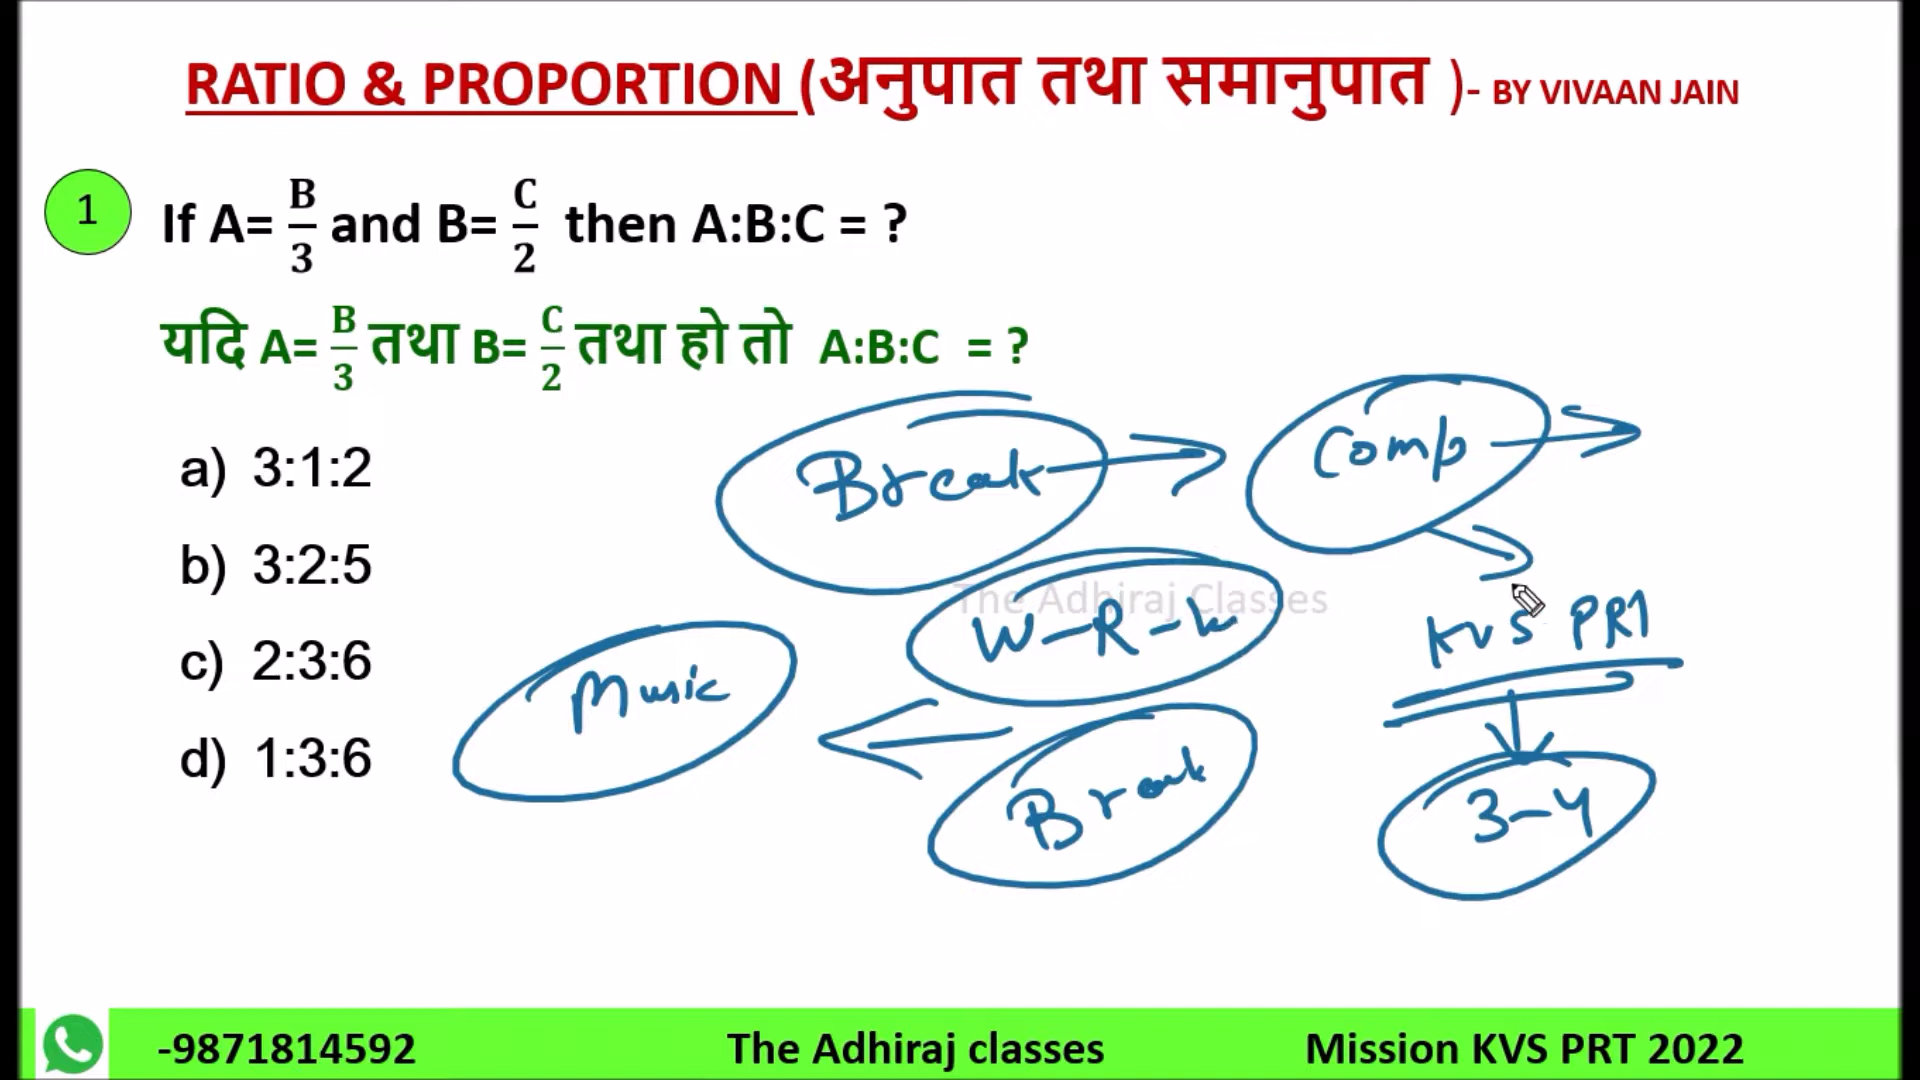 RATIO & PROPORTION (अनुपात तथा समानुपात )- BY VIVAAN JAIN
1 If A= B/3 and B= C/2 then A:B:C = ?
यदि A= B/3 तथा B= C/2 तथा हो तो A:B:C = ?
a) 3:1:2
b) 3:2:5
c) 2:3:6
d) 1:3:6
Break
Comp
The Adhiraj Classes
W-R-k
KVS PRT
Music
Break
3-4
-9871814592 The Adhiraj classes Mission KVS PRT 2022